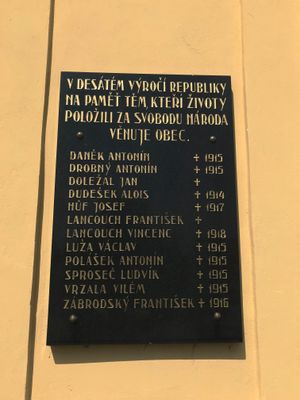 V DESÁTÉM VÝROČÍ REPUBLIKY
NA PAMĚŤ TĚM, KTEŘÍ ŽIVOTY
POLOŽILI ZA SVOBODU NÁRODA
VĚNUJE OBEC.
DANĚK ANTONÍN ✝ 1915
DROBNÝ ANTONÍN ✝ 1915
DOLEŽAL JAN ✝
DUDEŠEK ALOIS ✝ 1914
HŮF JOSEF ✝ 1917
LANCOUCH FRANTIŠEK ✝
LANCOUCH VINCENC ✝ 1918
LUŽA VÁCLAV ✝ 1915
POLÁŠEK ANTONÍN ✝ 1915
SPROSEČ LUDVÍK ✝ 1915
VRZALA VILÉM ✝ 1915
ZÁBRODSKÝ FRANTIŠEK ✝ 1916